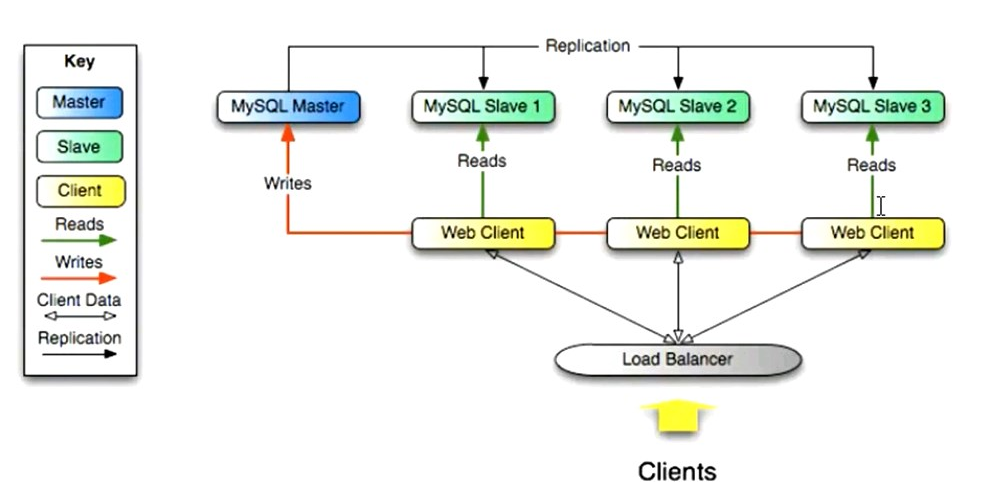 Key
Master
Slave
Client
Reads
Writes
Client Data
Replication
Replication
MySQL Master
MySQL Slave 1
MySQL Slave 2
MySQL Slave 3
Writes
Reads
Reads
Reads
Web Client
Web Client
Web Client
Load Balancer
Clients